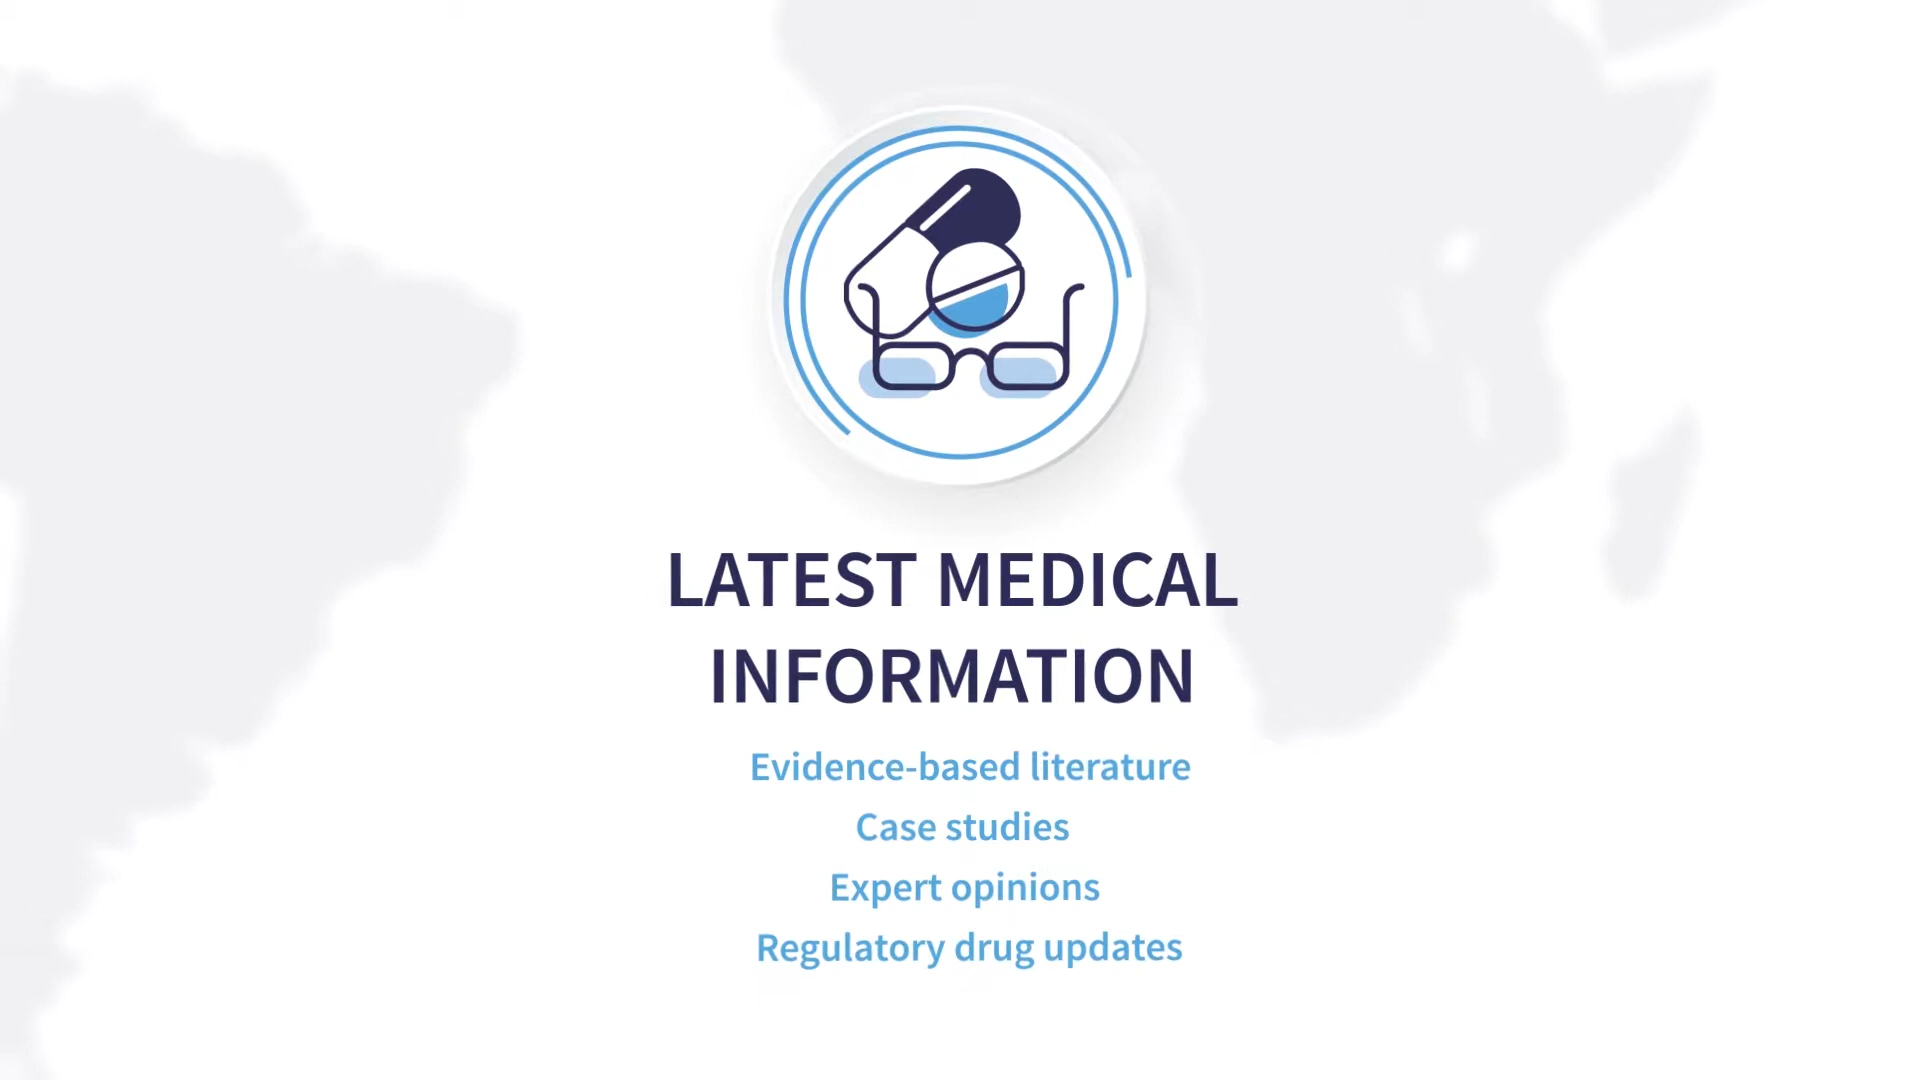 LATEST MEDICAL
INFORMATION
Evidence-based literature
Case studies
Expert opinions
Regulatory drug updates